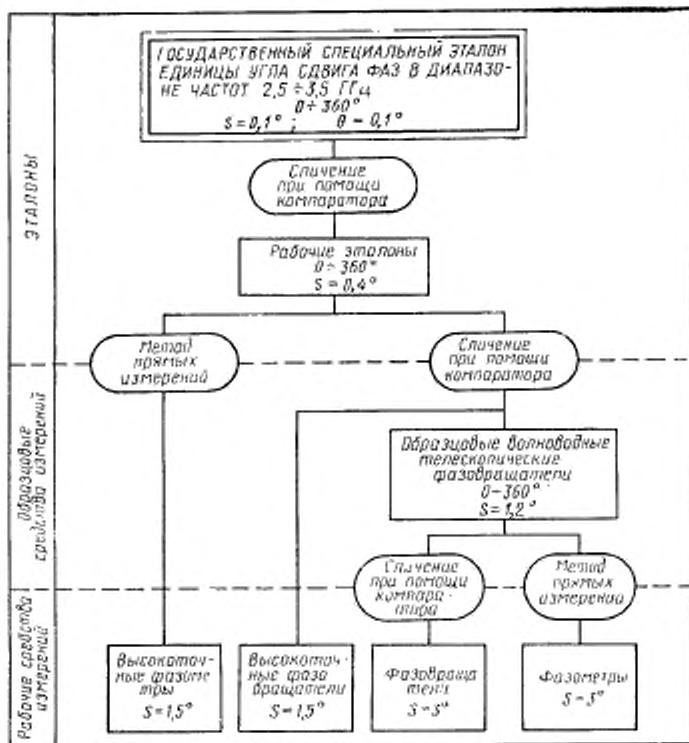 ГОСУДАРСТВЕННЫЙ СПЕЦИАЛЬНЫЙ ЭТАЛОН
ЕДИНИЦЫ УГЛА СДВИГА ФАЗ В ДИАПАЗО-
НЕ ЧАСТОТ 2,5÷3,5 ГГц
0÷360°
S=0,1°; θ=0,1°
Сличение
при помощи
компаратора
Рабочие эталоны
0÷360°
S=0,4°
Метод
прямых
измерений
Сличение
при помощи
компаратора
Образцовые волноводные
телескопические
фазовращатели
0÷360°
S=1,2°
Сличение
при помощи
компара-
тора
Метод
прямых
измерений
Высокоточ-
ные фазоме
тры
S=1,5°
Высокоточ-
ные фазо
вращатели
S=1,5°
Фазовраща
тели
S=3°
Фазометры
S=3°
ЭТАЛОНЫ
Образцовые
средства измерений
Рабочие средства
измерений